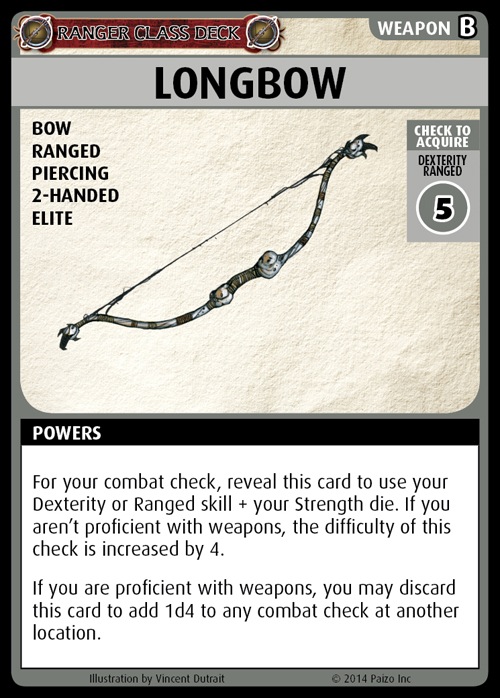 RANGER CLASS DECK
WEAPON B
LONGBOW
BOW
RANGED
PIERCING
2-HANDED
ELITE
CHECK TO
ACQUIRE
DEXTERITY
RANGED
5
POWERS
For your combat check, reveal this card to use your
Dexterity or Ranged skill + your Strength die. If you
aren't proficient with weapons, the difficulty of this
check is increased by 4.
If you are proficient with weapons, you may discard
this card to add 1d4 to any combat check at another
location.
Illustration by Vincent Dutrait
© 2014 Paizo Inc